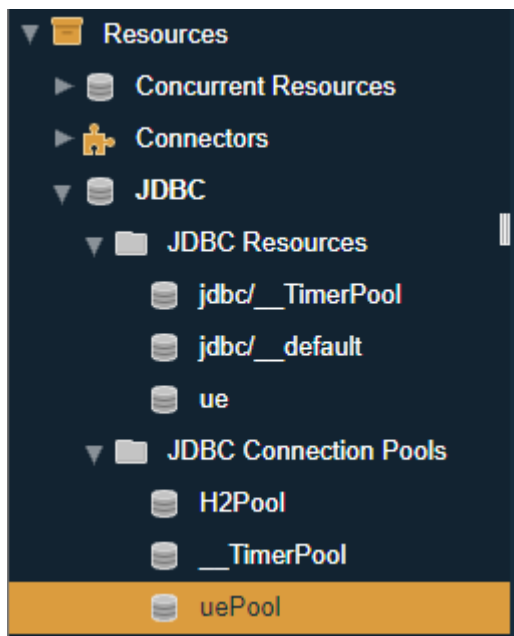 Resources
Concurrent Resources
Connectors
JDBC
JDBC Resources
jdbc/__TimerPool
jdbc/__default
ue
JDBC Connection Pools
H2Pool
__TimerPool
uePool